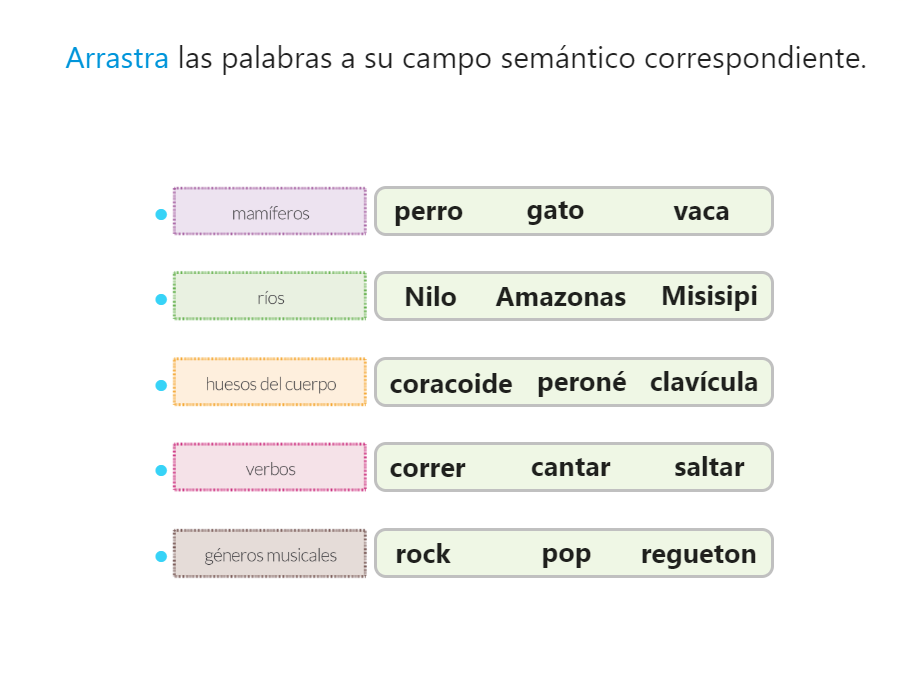 Arrastra las palabras a su campo semántico correspondiente.
mamíferos perro gato vaca
ríos Nilo Amazonas Misisipi
huesos del cuerpo coracoide peroné clavícula
verbos correr cantar saltar
géneros musicales rock pop regueton